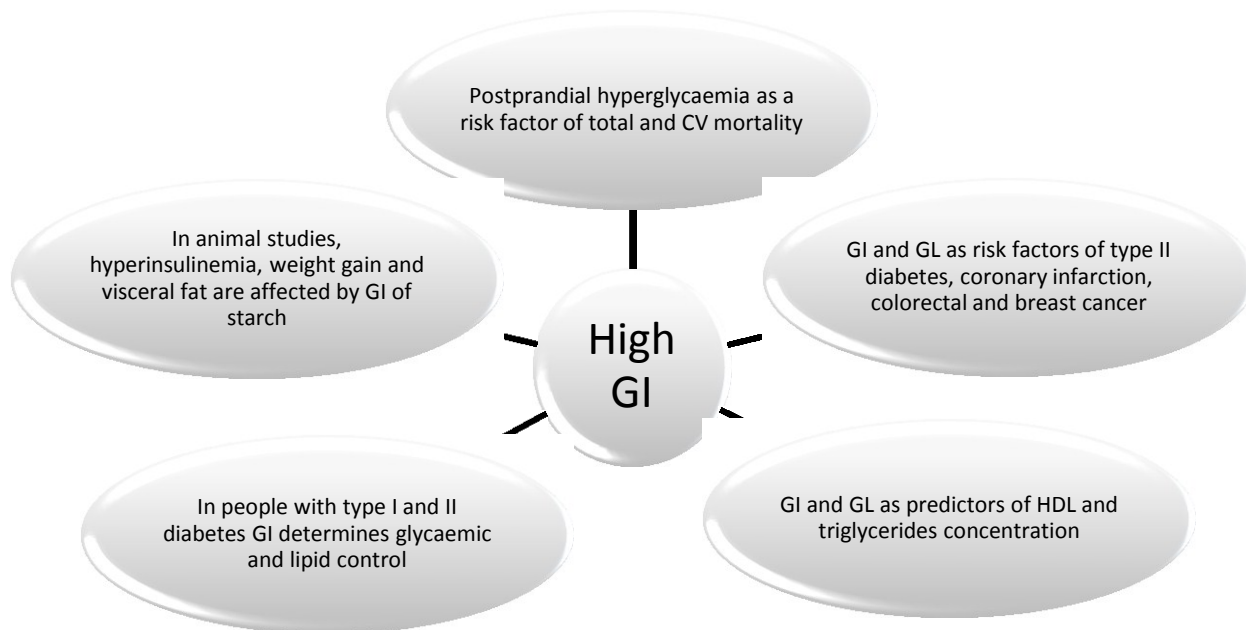 Postprandial hyperglycaemia as a
risk factor of total and CV mortality
In animal studies,
hyperinsulinemia, weight gain and
visceral fat are affected by GI of
starch
GI and GL as risk factors of type II
diabetes, coronary infarction,
colorectal and breast cancer
High
GI
In people with type I and II
diabetes GI determines glycaemic
and lipid control
GI and GL as predictors of HDL and
triglycerides concentration